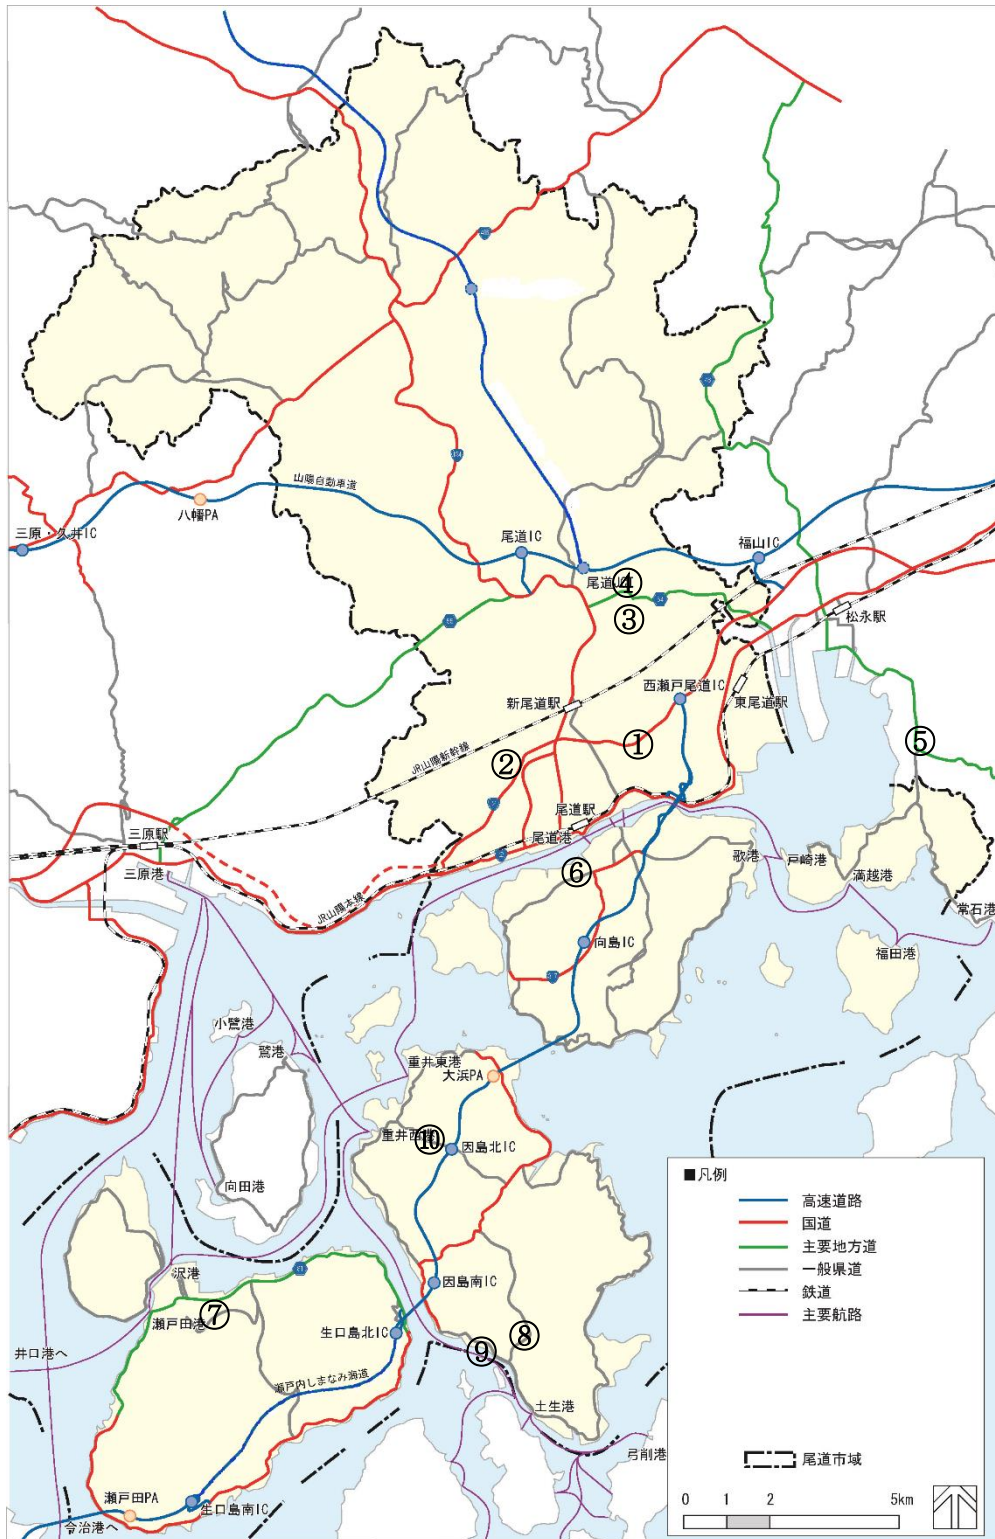 山陽自動車道
八幡PA
三原・久井IC
尾道IC
福山IC
尾道JCT
④
③
松永駅
西瀬戸尾道IC
東尾道駅
新尾道駅
①
⑤
JR山陽新幹線
②
尾道駅
尾道港
三原駅
三原港
⑥
歌港
戸崎港
満越港
JR山陽本線
常石港
向島IC
福田港
小鷺港
鷺港
重井東港
大浜PA
重井西港
⑩
因島北IC
向田港
沢港
因島南IC
瀬戸田港
⑦
生口島北IC
⑧
⑨
井口港へ
瀬戸内しまなみ海道
土生港
弓削港
瀬戸田PA
生口島南IC
今治港へ
■凡例
高速道路
国道
主要地方道
一般県道
鉄道
主要航路
尾道市域
0 1 2 5km